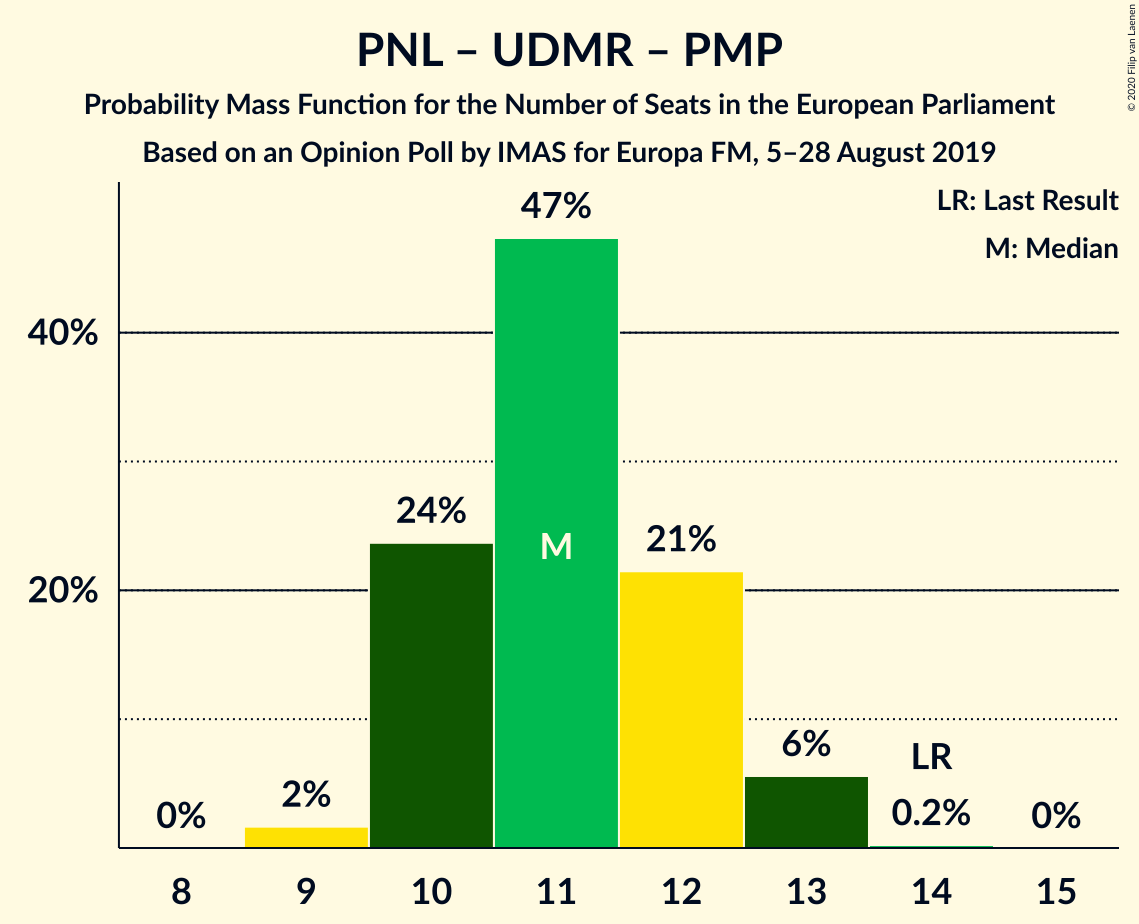 PNL – UDMR – PMP
Probability Mass Function for the Number of Seats in the European Parliament
Based on an Opinion Poll by IMAS for Europa FM, 5–28 August 2019
© 2020 Filip van Laenen
LR: Last Result
M: Median
47%
40%
24%
M
21%
20%
6%
LR
0%
2%
0.2%
0%
8 9 10 11 12 13 14 15